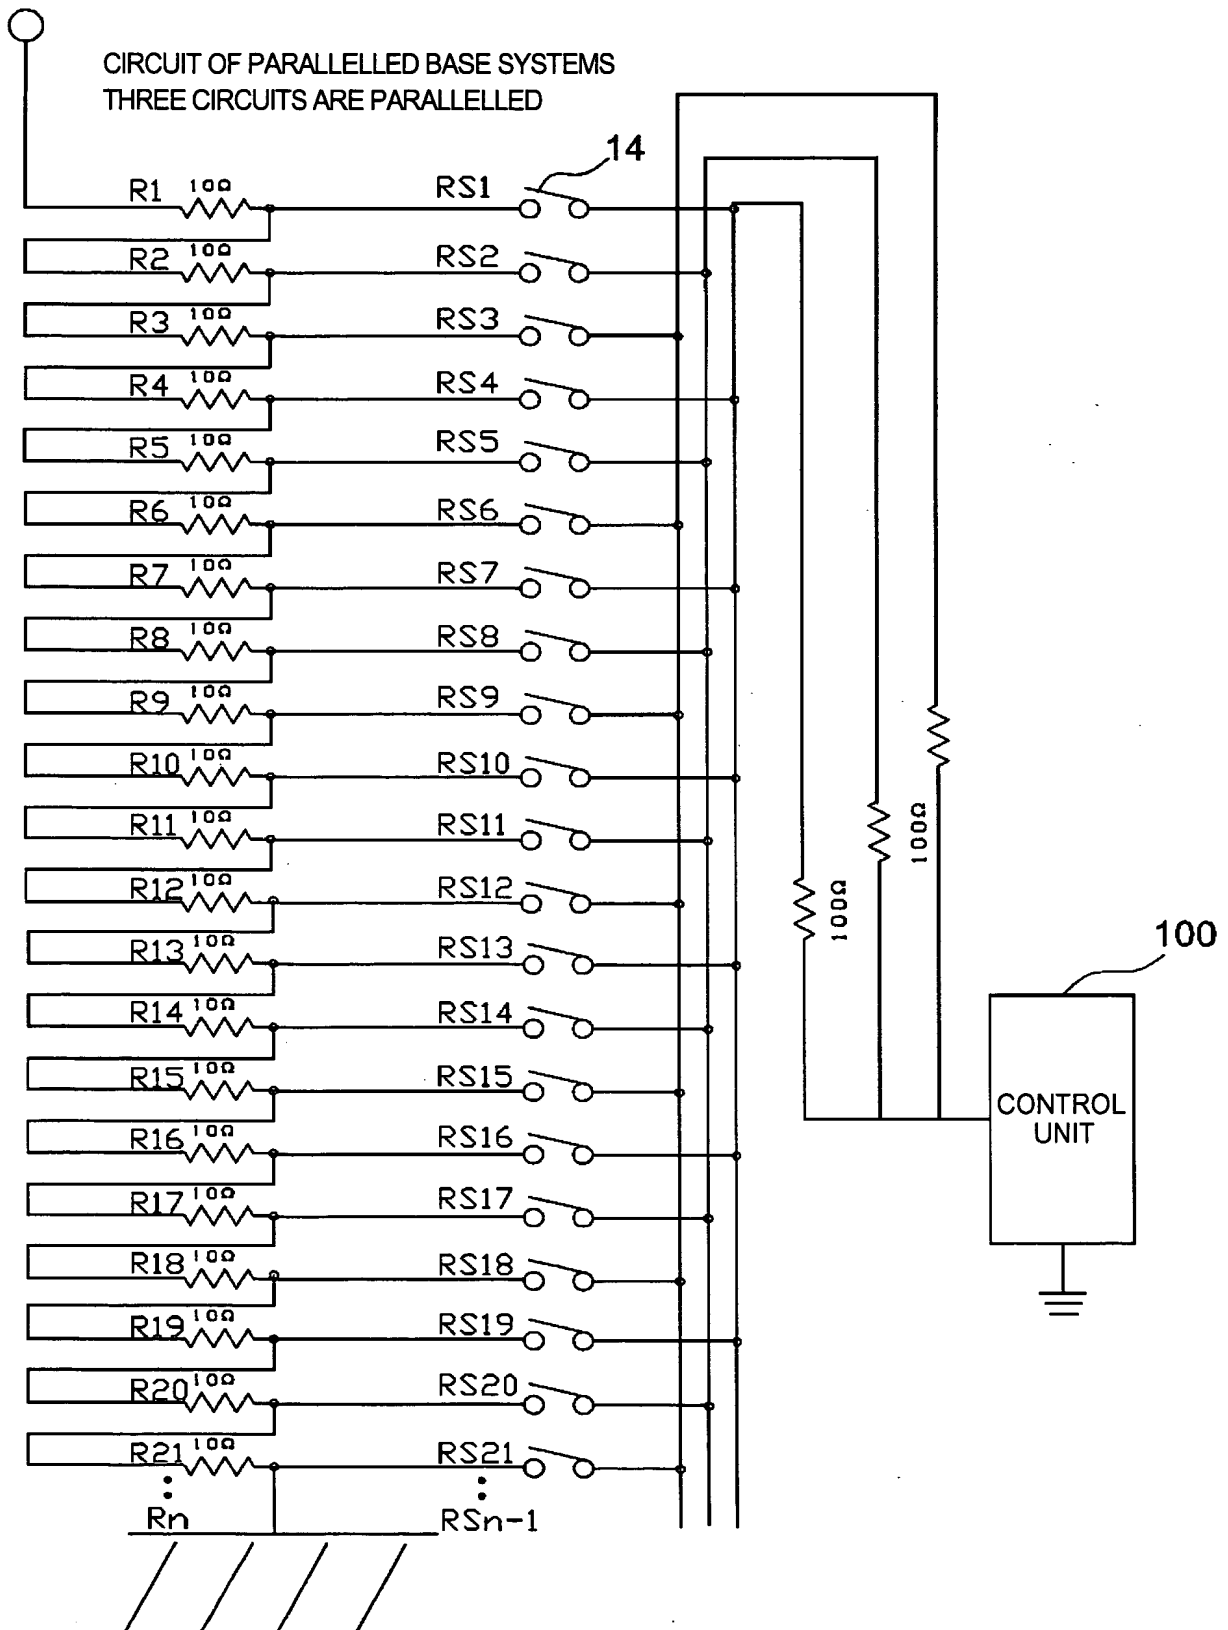 CIRCUIT OF PARALLELLED BASE SYSTEMS
THREE CIRCUITS ARE PARALLELLED
14
R1 10Ω RS1
R2 10Ω RS2
R3 10Ω RS3
R4 10Ω RS4
R5 10Ω RS5
R6 10Ω RS6
R7 10Ω RS7
R8 10Ω RS8
R9 10Ω RS9
R10 10Ω RS10
R11 10Ω RS11
R12 10Ω RS12
R13 10Ω RS13
R14 10Ω RS14
R15 10Ω RS15
R16 10Ω RS16
R17 10Ω RS17
R18 10Ω RS18
R19 10Ω RS19
R20 10Ω RS20
R21 10Ω RS21
Rn RSn-1
100Ω
100Ω
100
CONTROL
UNIT